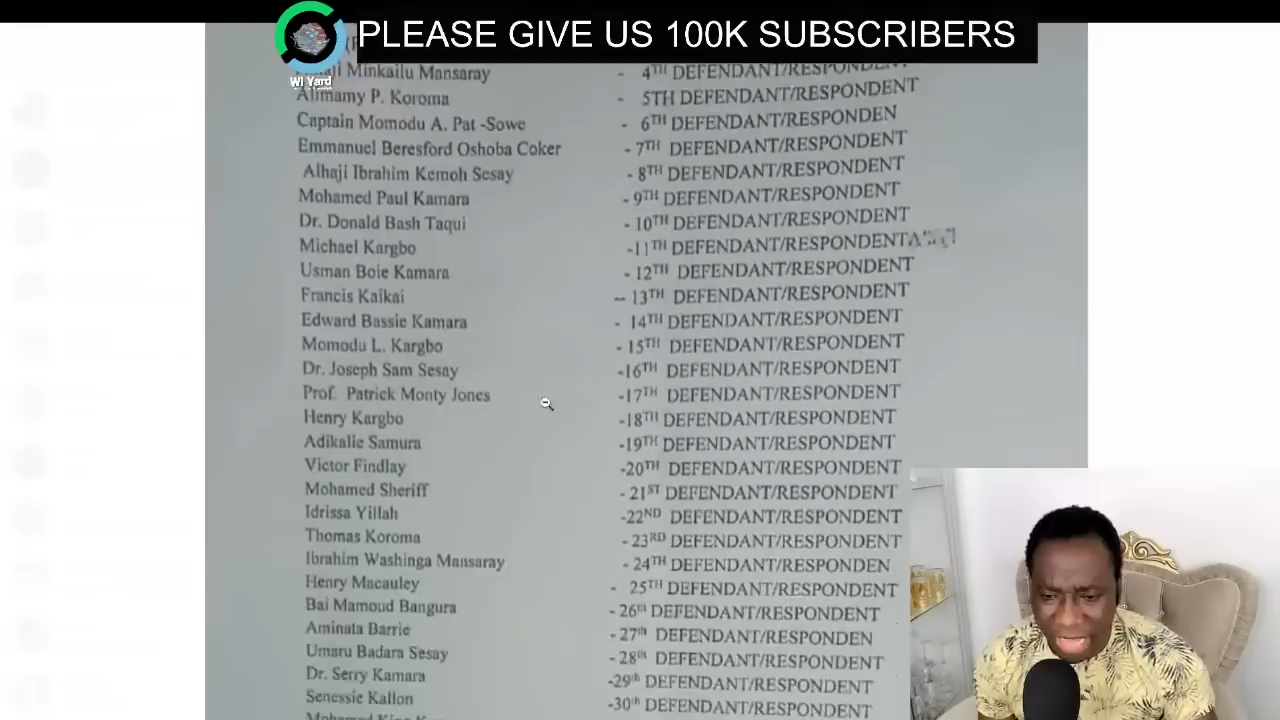 PLEASE GIVE US 100K SUBSCRIBERS
Wi Yard
Minkailu Mansaray - 4TH DEFENDANT/RESPONDENT
Alimamy P. Koroma - 5TH DEFENDANT/RESPONDENT
Captain Momodu A. Pat -Sowe - 6TH DEFENDANT/RESPONDEN
Emmanuel Beresford Oshoba Coker - 7TH DEFENDANT/RESPONDENT
Alhaji Ibrahim Kemoh Sesay - 8TH DEFENDANT/RESPONDENT
Mohamed Paul Kamara - 9TH DEFENDANT/RESPONDENT
Dr. Donald Bash Taqui - 10TH DEFENDANT/RESPONDENT
Michael Kargbo -11TH DEFENDANT/RESPONDENT
Usman Boie Kamara - 12TH DEFENDANT/RESPONDENT
Francis Kaikai -- 13TH DEFENDANT/RESPONDENT
Edward Bassie Kamara - 14TH DEFENDANT/RESPONDENT
Momodu L. Kargbo - 15TH DEFENDANT/RESPONDENT
Dr. Joseph Sam Sesay -16TH DEFENDANT/RESPONDENT
Prof. Patrick Monty Jones -17TH DEFENDANT/RESPONDENT
Henry Kargbo -18TH DEFENDANT/RESPONDENT
Adikalie Samura -19TH DEFENDANT/RESPONDENT
Victor Findlay -20TH DEFENDANT/RESPONDENT
Mohamed Sheriff - 21ST DEFENDANT/RESPONDENT
Idrissa Yillah -22ND DEFENDANT/RESPONDENT
Thomas Koroma - 23RD DEFENDANT/RESPONDENT
Ibrahim Washinga Mansaray - 24TH DEFENDANT/RESPONDEN
Henry Macauley - 25TH DEFENDANT/RESPONDENT
Bai Mamoud Bangura - 26th DEFENDANT/RESPONDENT
Aminata Barrie - 27th DEFENDANT/RESPONDEN
Umaru Badara Sesay - 28th DEFENDANT/RESPONDENT
Dr. Serry Kamara -29th DEFENDANT/RESPONDENT
Senessie Kallon -30th DEFENDANT/RESPONDENT
Mohamed King